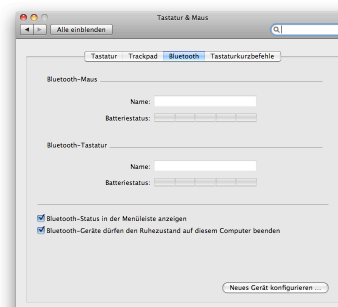 Tastatur & Maus
Alle einblenden
Tastatur Trackpad Bluetooth Tastaturkurzbefehle
Bluetooth-Maus
Name:
Batteriestatus:
Bluetooth-Tastatur
Name:
Batteriestatus:
Bluetooth-Status in der Menüleiste anzeigen
Bluetooth-Geräte dürfen den Ruhezustand auf diesem Computer beenden
Neues Gerät konfigurieren ...